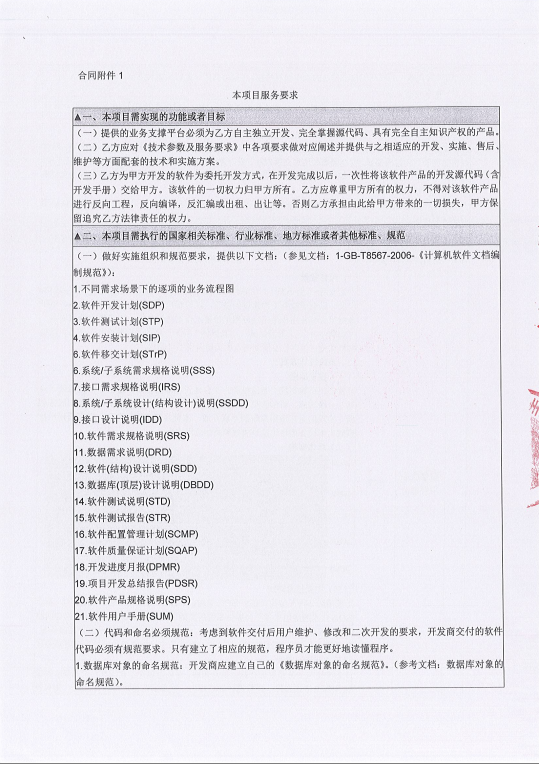 合同附件 1
本项目服务要求
▲一、本项目需实现的功能或者目标
（一）提供的业务支撑平台必须为乙方自主独立开发、完全掌握源代码、具有完全自主知识产权的产品。
（二）乙方应对《技术参数及服务要求》中各项要求做对应阐述并提供与之相适应的开发、实施、售后、
维护等方面配套的技术和实施方案。
（三）乙方为甲方开发的软件为委托开发方式，在开发完成以后，一次性将该软件产品的开发源代码（含
开发手册）交给甲方。该软件的一切权力归甲方所有。乙方应尊重甲方所有的权力，不得对该软件产品
进行反向工程，反向编译，反汇编或出租、出让等。否则乙方承担由此给甲方带来的一切损失，甲方保
留追究乙方法律责任的权力。
▲二、本项目需执行的国家相关标准、行业标准、地方标准或者其他标准、规范
（一）做好实施组织和规范要求，提供以下文档：（参见文档：1-GB-T8567-2006-《计算机软件文档编
制规范》）：
1.不同需求场景下的逐项的业务流程图
2.软件开发计划(SDP)
3.软件测试计划(STP)
4.软件安装计划(SIP)
6.软件移交计划(STrP)
6.系统/子系统需求规格说明(SSS)
7.接口需求规格说明(IRS)
8.系统/子系统设计(结构设计)说明(SSDD)
9.接口设计说明(IDD)
10.软件需求规格说明(SRS)
11.数据需求说明(DRD)
12.软件(结构)设计说明(SDD)
13.数据库(顶层)设计说明(DBDD)
14.软件测试说明(STD)
15.软件测试报告(STR)
16.软件配置管理计划(SCMP)
17.软件质量保证计划(SQAP)
18.开发进度月报(DPMR)
19.项目开发总结报告(PDSR)
20.软件产品规格说明(SPS)
21.软件用户手册(SUM)
（二）代码和命名必须规范：考虑到软件交付后用户维护、修改和二次开发的要求，开发商交付的软件
代码必须有规范要求。只有建立了相应的规范，程序员才能更好地读懂程序。
1.数据库对象的命名规范：开发商应建立自己的《数据库对象的命名规范》。（参考文档：数据库对象的
命名规范）。